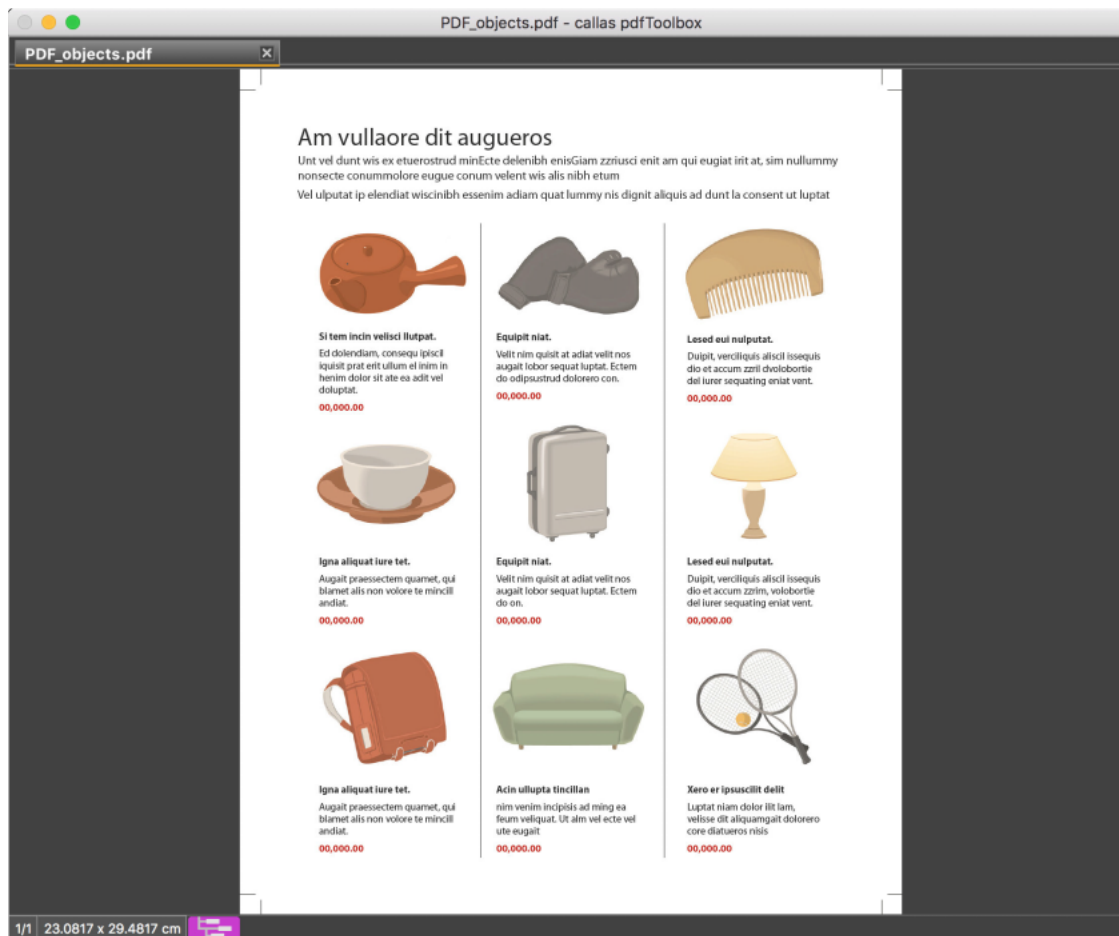 PDF_objects.pdf - callas pdfToolbox
PDF_objects.pdf
Am vullaore dit augueros
Unt vel dunt wis ex etuerostrud minEcte delenibh enisGiam zzriusci enit am qui eugiat irit at, sim nullummy
nonsecte conummolore eugue conum velent wis alis nibh etum
Vel ulputat ip elendiat wiscinibh essenim adiam quat lummy nis dignit aliquis ad dunt la consent ut luptat
Si tem incin velisci llutpat.
Ed dolendiam, consequ ipiscil
iquisit prat erit ullum el inim in
henim dolor sit ate ea adit vel
doluptat.
00,000.00
Equipit niat.
Velit nim quisit at adiat velit nos
augait lobor sequat luptat. Ectem
do odipsustrud dolorero con.
00,000.00
Lesed eui nulputat.
Duipit, verciliquis aliscil issequis
dio et accum zzril dvolobortie
del iurer sequating eniat vent.
00,000.00
Igna aliquat iure tet.
Augait praessectem quamet, qui
blamet alis non volore te mincill
andiat.
00,000.00
Equipit niat.
Velit nim quisit at adiat velit nos
augait lobor sequat luptat. Ectem
do on.
00,000.00
Lesed eui nulputat.
Duipit, verciliquis aliscil issequis
dio et accum zzrim, volobortie
del iurer sequating eniat vent.
00,000.00
Igna aliquat iure tet.
Augait praessectem quamet, qui
blamet alis non volore te mincill
andiat.
00,000.00
Acin ullupta tincillan
nim venim incipisis ad ming ea
feum veliquat. Ut alm vel ecte vel
ute eugait
00,000.00
Xero er ipsuscilit delit
Luptat niam dolor ilit lam,
velisse dit aliquamgait dolorero
core diatueros nisis
00,000.00
1/1 23.0817 x 29.4817 cm